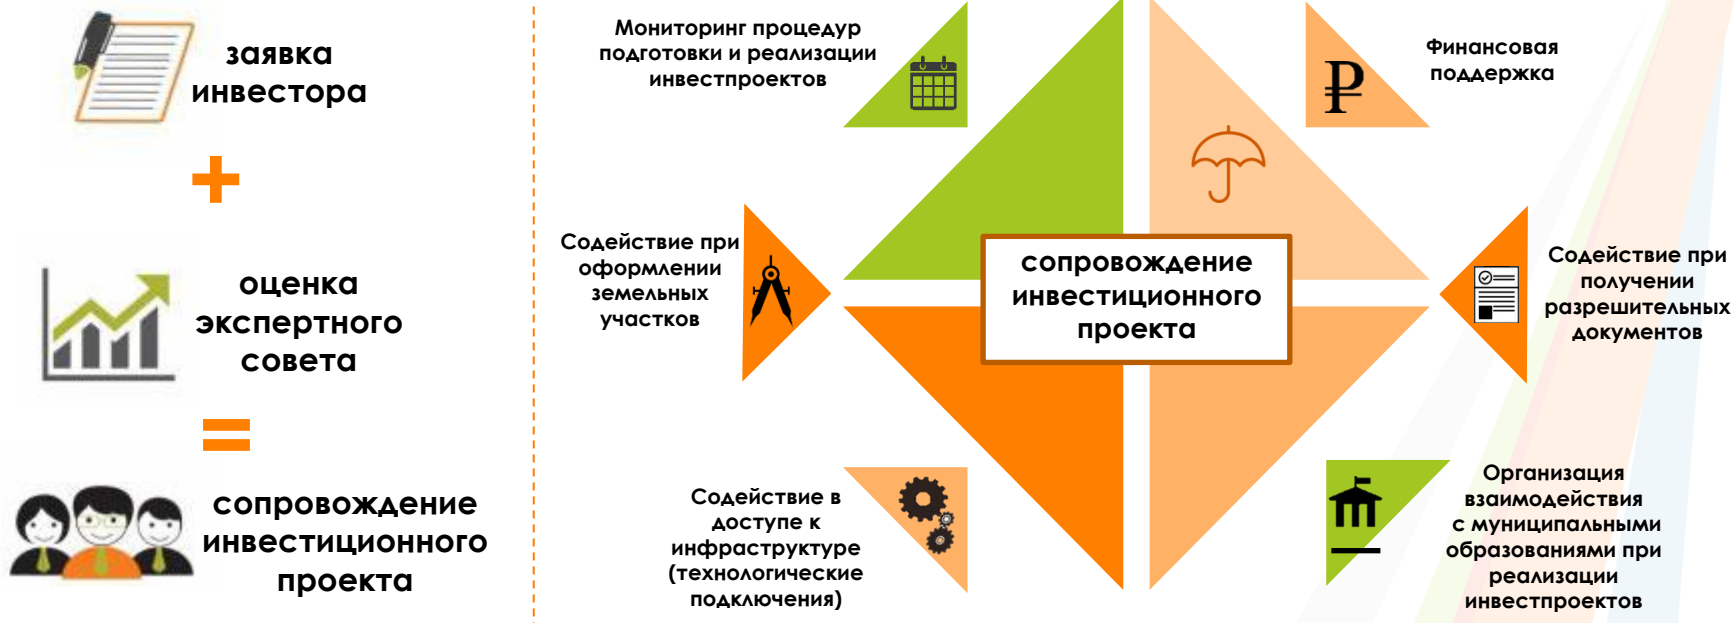 заявка
инвестора
оценка
экспертного
совета
сопровождение
инвестиционного
проекта
Мониторинг процедур
подготовки и реализации
инвестпроектов
Финансовая
поддержка
Содействие при
оформлении
земельных
участков
сопровождение
инвестиционного
проекта
Содействие при
получении
разрешительных
документов
Содействие в
доступе к
инфраструктуре
(технологические
подключения)
Организация
взаимодействия
с муниципальными
образованиями при
реализации
инвестпроектов